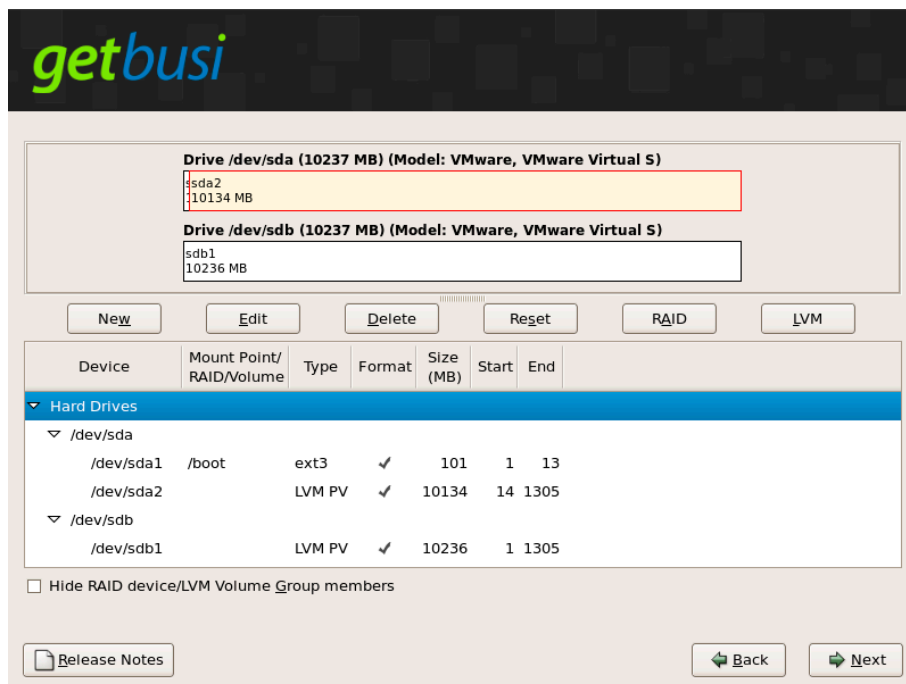 getbusi
Drive /dev/sda (10237 MB) (Model: VMware, VMware Virtual S)
sda2
10134 MB
Drive /dev/sdb (10237 MB) (Model: VMware, VMware Virtual S)
sdb1
10236 MB
New Edit Delete Reset RAID LVM
Device Mount Point/ RAID/Volume Type Format Size (MB) Start End
Hard Drives
/dev/sda
/dev/sda1 /boot ext3 ✓ 101 1 13
/dev/sda2 LVM PV ✓ 10134 14 1305
/dev/sdb
/dev/sdb1 LVM PV ✓ 10236 1 1305
Hide RAID device/LVM Volume Group members
Release Notes Back Next